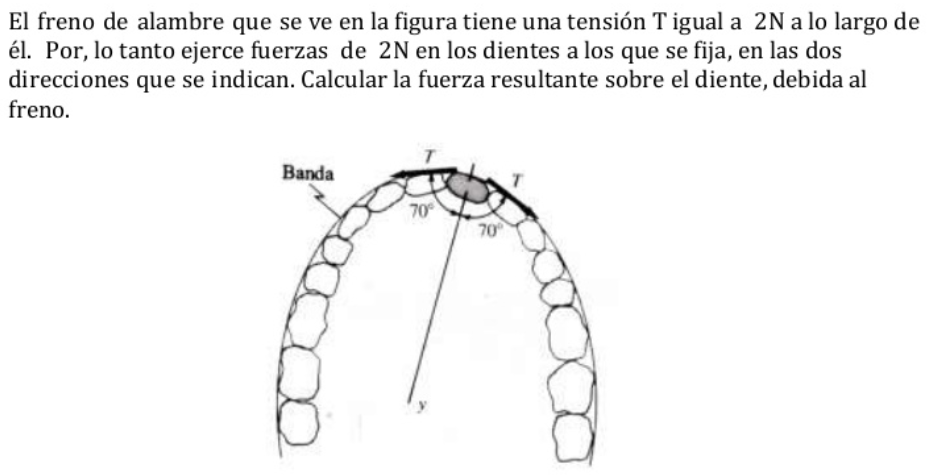 El freno de alambre que se ve en la figura tiene una tensión T igual a 2N a lo largo de
él. Por, lo tanto ejerce fuerzas de 2N en los dientes a los que se fija, en las dos
direcciones que se indican. Calcular la fuerza resultante sobre el diente, debida al
freno.
T
Banda
T
70°
70°
y